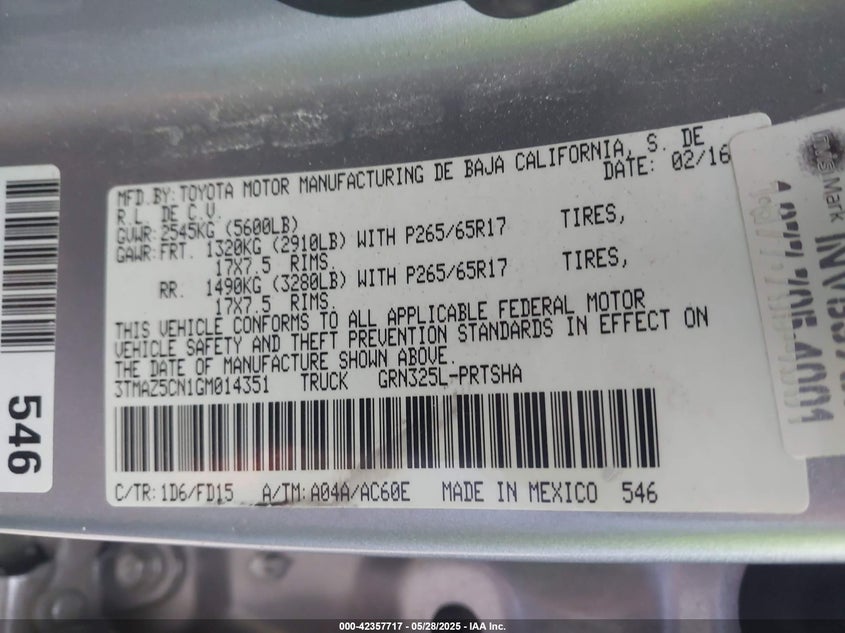 MFD.BY: TOYOTA MOTOR MANUFACTURING DE BAJA CALIFORNIA, S. DE
R.L. DE C.V. DATE: 02/16
GVWR: 2545KG (5600LB)
GAWR: FRT. 1320KG (2910LB) WITH P265/65R17 TIRES,
17X7.5 RIMS.
RR. 1490KG (3280LB) WITH P265/65R17 TIRES,
17X7.5 RIMS.
THIS VEHICLE CONFORMS TO ALL APPLICABLE FEDERAL MOTOR
VEHICLE SAFETY AND THEFT PREVENTION STANDARDS IN EFFECT ON
THE DATE OF MANUFACTURE SHOWN ABOVE.
3TMAZ5CN1GM014351 TRUCK GRN325L-PRTSHA
C/TR: 1D6/FD15 A/TM: A04A/AC60E MADE IN MEXICO 546
546
000-42357717 - 05/28/2025 - IAA Inc.